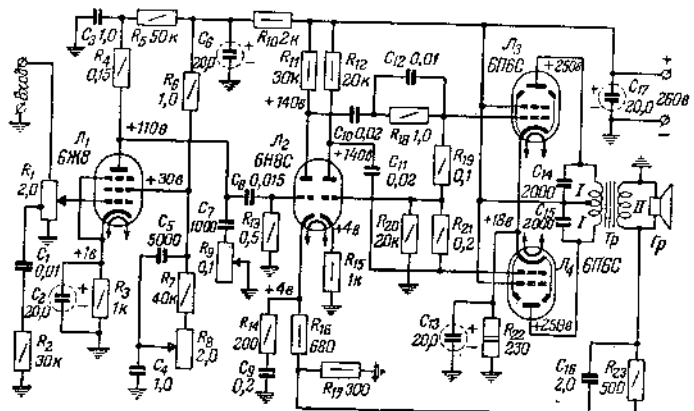 C3 1,0
R5 50к
R4 0,15
C6 20,0
R10 2к
R6 1,0
R11 30к
R12 20к
C12 0,01
Л3 6П6С
+250в
+
C17 20,0
260в
−
Вход
Л1 6Ж8
+110в
+140в
C10 0,02
R18 1,0
R1 2,0
+30в
Л2 6Н8С
+140в
C11 0,02
R19 0,1
C8 0,015
C14 2000
I
II
C5 5000
C7 1000
R13 0,5
+4в
R20 20к
R21 0,2
+18в
C15 2000
I
Тр
Гр
C1 0,01
+1в
C2 20,0
R3 1к
R7 40к
R9 0,1
+4в
R15 1к
Л4 6П6С
R2 30к
R8 2,0
R14 200
R16 680
C13 20,0
R22 230
+250в
C4 1,0
C9 0,2
R17 300
C16 2,0
R23 500